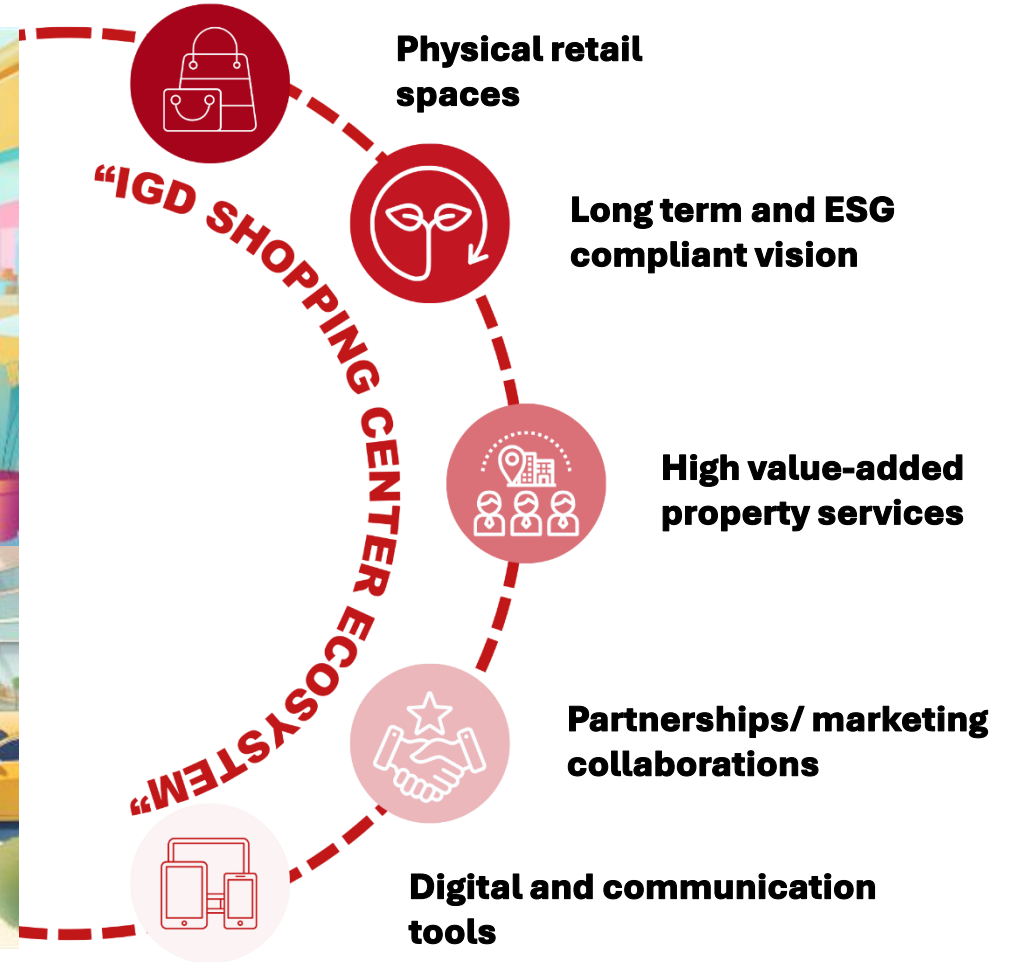 Physical retail
spaces
“IGD SHOPPING CENTER ECOSYSTEM“
Long term and ESG
compliant vision
High value-added
property services
Partnerships/ marketing
collaborations
Digital and communication
tools